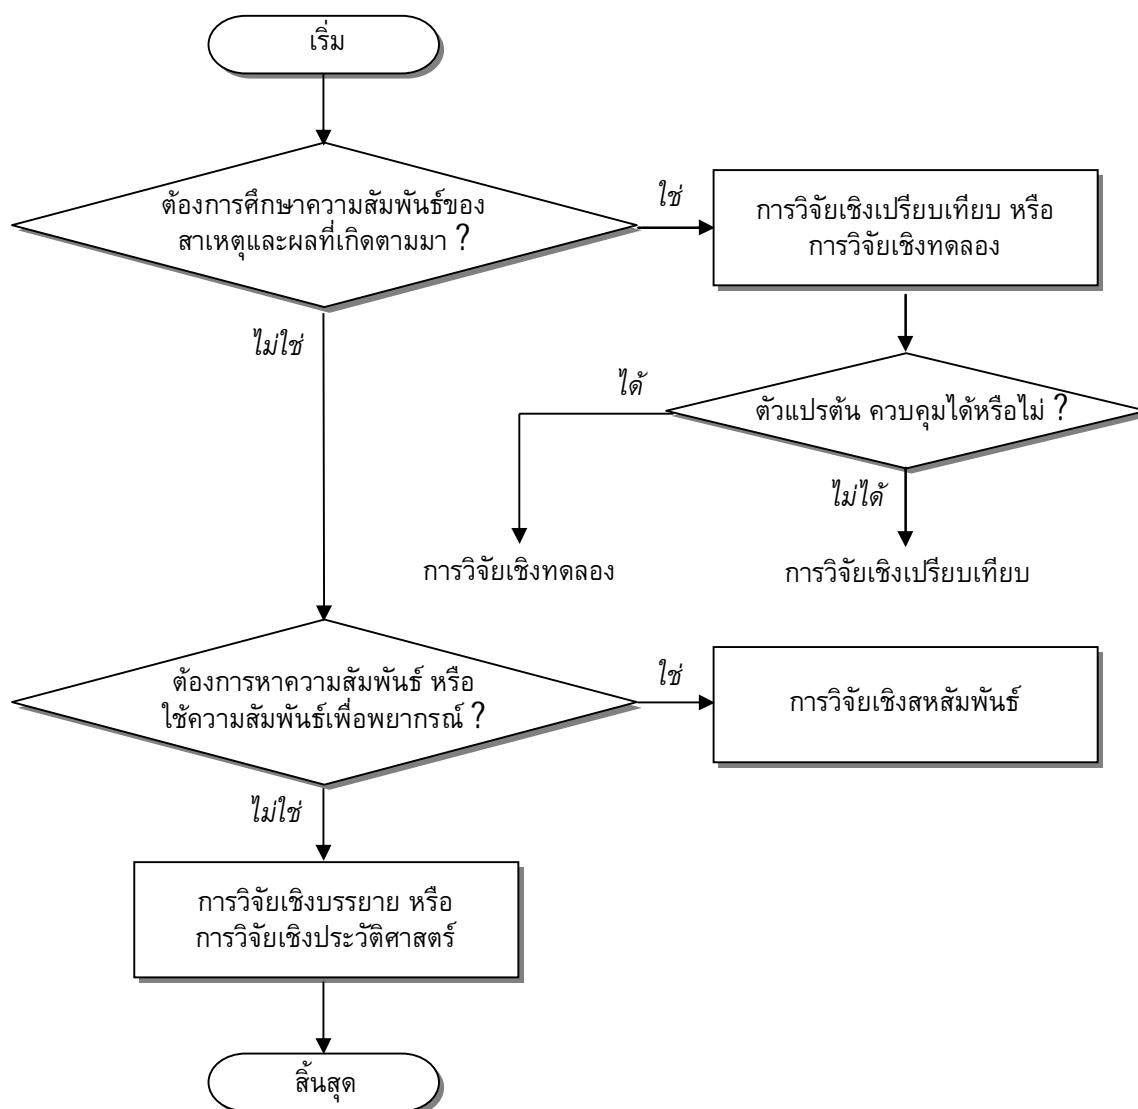 เริ่ม
ต้องการศึกษาความสัมพันธ์ของ
สาเหตุและผลที่เกิดตามมา ?
ใช่
การวิจัยเชิงเปรียบเทียบ หรือ
การวิจัยเชิงทดลอง
ไม่ใช่
ได้
ตัวแปรต้น ควบคุมได้หรือไม่ ?
ไม่ได้
การวิจัยเชิงทดลอง
การวิจัยเชิงเปรียบเทียบ
ต้องการหาความสัมพันธ์ หรือ
ใช้ความสัมพันธ์เพื่อพยากรณ์ ?
ใช่
การวิจัยเชิงสหสัมพันธ์
ไม่ใช่
การวิจัยเชิงบรรยาย หรือ
การวิจัยเชิงประวัติศาสตร์
สิ้นสุด